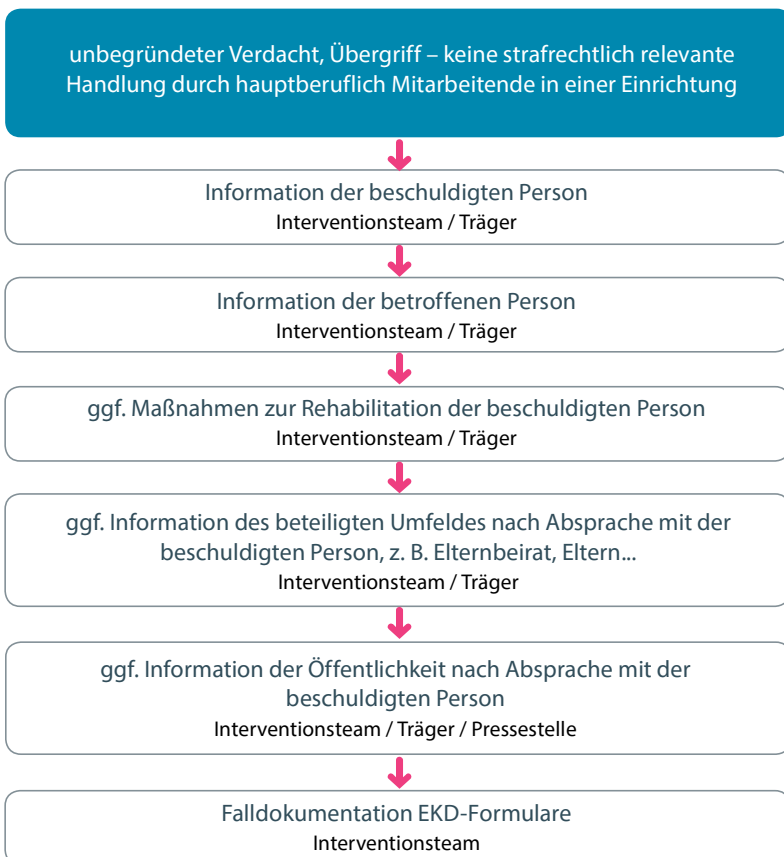 unbegründeter Verdacht, Übergriff – keine strafrechtlich relevante
Handlung durch hauptberuflich Mitarbeitende in einer Einrichtung
Information der beschuldigten Person
Interventionsteam / Träger
Information der betroffenen Person
Interventionsteam / Träger
ggf. Maßnahmen zur Rehabilitation der beschuldigten Person
Interventionsteam / Träger
ggf. Information des beteiligten Umfeldes nach Absprache mit der
beschuldigten Person, z. B. Elternbeirat, Eltern...
Interventionsteam / Träger
ggf. Information der Öffentlichkeit nach Absprache mit der
beschuldigten Person
Interventionsteam / Träger / Pressestelle
Falldokumentation EKD-Formulare
Interventionsteam